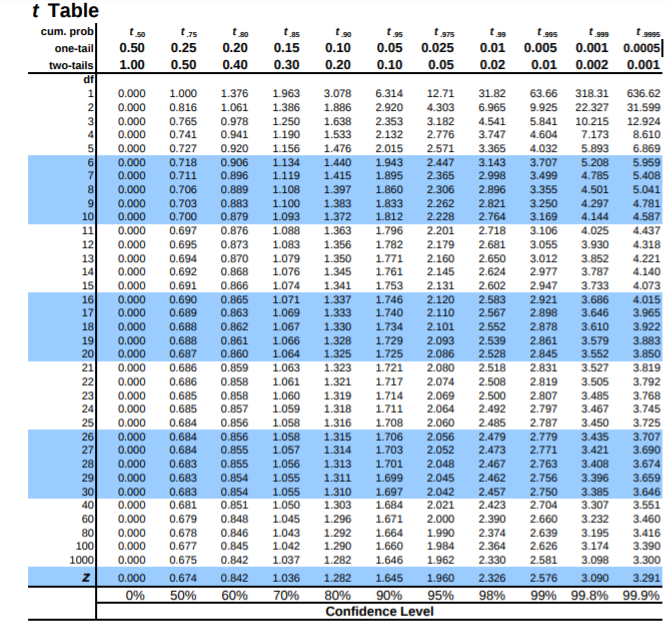 t Table
cum. prob t .50 t .75 t .80 t .85 t .90 t .95 t .975 t .99 t .995 t .999 t .9995
one-tail 0.50 0.25 0.20 0.15 0.10 0.05 0.025 0.01 0.005 0.001 0.0005
two-tails 1.00 0.50 0.40 0.30 0.20 0.10 0.05 0.02 0.01 0.002 0.001
df
1 0.000 1.000 1.376 1.963 3.078 6.314 12.71 31.82 63.66 318.31 636.62
2 0.000 0.816 1.061 1.386 1.886 2.920 4.303 6.965 9.925 22.327 31.599
3 0.000 0.765 0.978 1.250 1.638 2.353 3.182 4.541 5.841 10.215 12.924
4 0.000 0.741 0.941 1.190 1.533 2.132 2.776 3.747 4.604 7.173 8.610
5 0.000 0.727 0.920 1.156 1.476 2.015 2.571 3.365 4.032 5.893 6.869
6 0.000 0.718 0.906 1.134 1.440 1.943 2.447 3.143 3.707 5.208 5.959
7 0.000 0.711 0.896 1.119 1.415 1.895 2.365 2.998 3.499 4.785 5.408
8 0.000 0.706 0.889 1.108 1.397 1.860 2.306 2.896 3.355 4.501 5.041
9 0.000 0.703 0.883 1.100 1.383 1.833 2.262 2.821 3.250 4.297 4.781
10 0.000 0.700 0.879 1.093 1.372 1.812 2.228 2.764 3.169 4.144 4.587
11 0.000 0.697 0.876 1.088 1.363 1.796 2.201 2.718 3.106 4.025 4.437
12 0.000 0.695 0.873 1.083 1.356 1.782 2.179 2.681 3.055 3.930 4.318
13 0.000 0.694 0.870 1.079 1.350 1.771 2.160 2.650 3.012 3.852 4.221
14 0.000 0.692 0.868 1.076 1.345 1.761 2.145 2.624 2.977 3.787 4.140
15 0.000 0.691 0.866 1.074 1.341 1.753 2.131 2.602 2.947 3.733 4.073
16 0.000 0.690 0.865 1.071 1.337 1.746 2.120 2.583 2.921 3.686 4.015
17 0.000 0.689 0.863 1.069 1.333 1.740 2.110 2.567 2.898 3.646 3.965
18 0.000 0.688 0.862 1.067 1.330 1.734 2.101 2.552 2.878 3.610 3.922
19 0.000 0.688 0.861 1.066 1.328 1.729 2.093 2.539 2.861 3.579 3.883
20 0.000 0.687 0.860 1.064 1.325 1.725 2.086 2.528 2.845 3.552 3.850
21 0.000 0.686 0.859 1.063 1.323 1.721 2.080 2.518 2.831 3.527 3.819
22 0.000 0.686 0.858 1.061 1.321 1.717 2.074 2.508 2.819 3.505 3.792
23 0.000 0.685 0.858 1.060 1.319 1.714 2.069 2.500 2.807 3.485 3.768
24 0.000 0.685 0.857 1.059 1.318 1.711 2.064 2.492 2.797 3.467 3.745
25 0.000 0.684 0.856 1.058 1.316 1.708 2.060 2.485 2.787 3.450 3.725
26 0.000 0.684 0.856 1.058 1.315 1.706 2.056 2.479 2.779 3.435 3.707
27 0.000 0.684 0.855 1.057 1.314 1.703 2.052 2.473 2.771 3.421 3.690
28 0.000 0.683 0.855 1.056 1.313 1.701 2.048 2.467 2.763 3.408 3.674
29 0.000 0.683 0.854 1.055 1.311 1.699 2.045 2.462 2.756 3.396 3.659
30 0.000 0.683 0.854 1.055 1.310 1.697 2.042 2.457 2.750 3.385 3.646
40 0.000 0.681 0.851 1.050 1.303 1.684 2.021 2.423 2.704 3.307 3.551
60 0.000 0.679 0.848 1.045 1.296 1.671 2.000 2.390 2.660 3.232 3.460
80 0.000 0.678 0.846 1.043 1.292 1.664 1.990 2.374 2.639 3.195 3.416
100 0.000 0.677 0.845 1.042 1.290 1.660 1.984 2.364 2.626 3.174 3.390
1000 0.000 0.675 0.842 1.037 1.282 1.646 1.962 2.330 2.581 3.098 3.300
Z 0.000 0.674 0.842 1.036 1.282 1.645 1.960 2.326 2.576 3.090 3.291
0% 50% 60% 70% 80% 90% 95% 98% 99% 99.8% 99.9%
Confidence Level